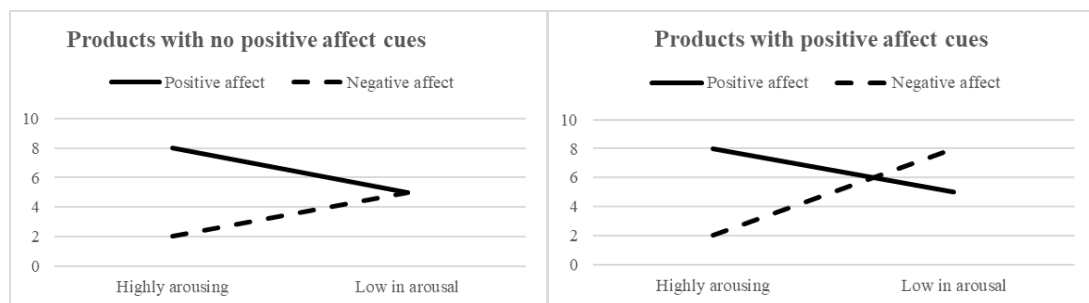 Products with no positive affect cues
Positive affect
Negative affect
10
8
6
4
2
0
Highly arousing
Low in arousal
Products with positive affect cues
Positive affect
Negative affect
10
8
6
4
2
0
Highly arousing
Low in arousal